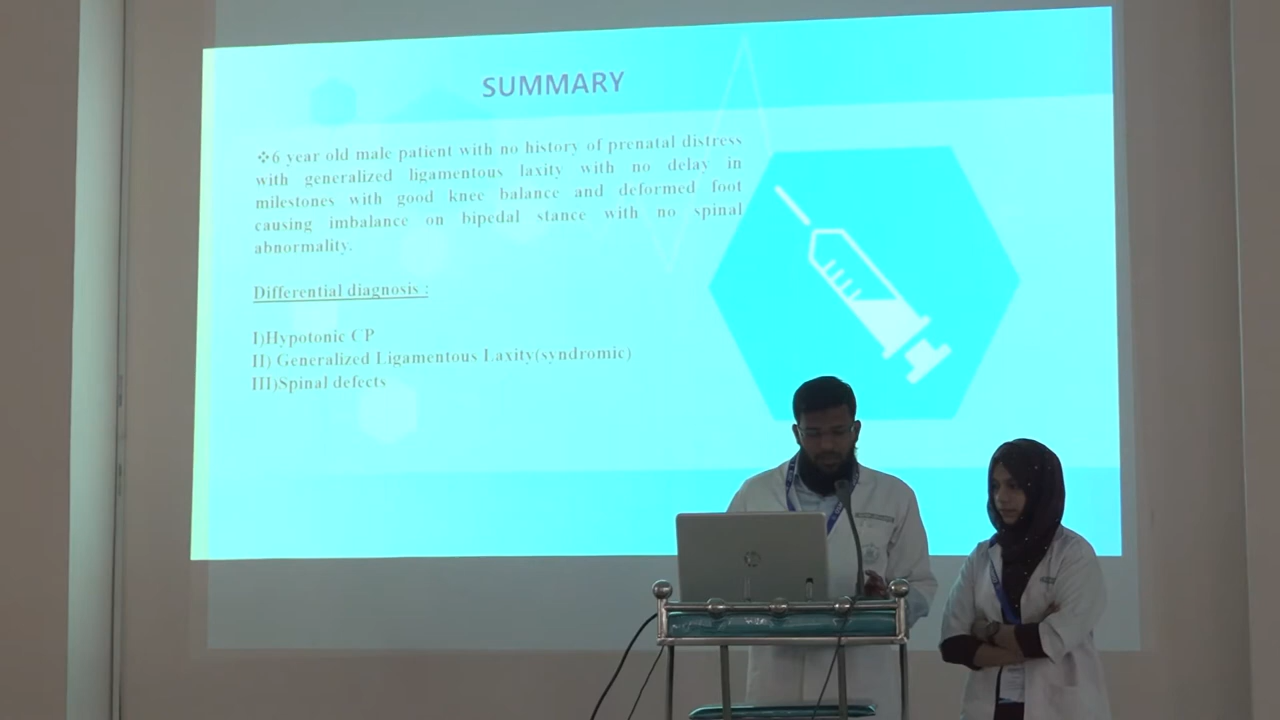 SUMMARY
❖6 year old male patient with no history of prenatal distress
with generalized ligamentous laxity with no delay in
milestones with good knee balance and deformed foot
causing imbalance on bipedal stance with no spinal
abnormality.
Differential diagnosis :
I)Hypotonic CP
II) Generalized Ligamentous Laxity(syndromic)
III)Spinal defects
hp